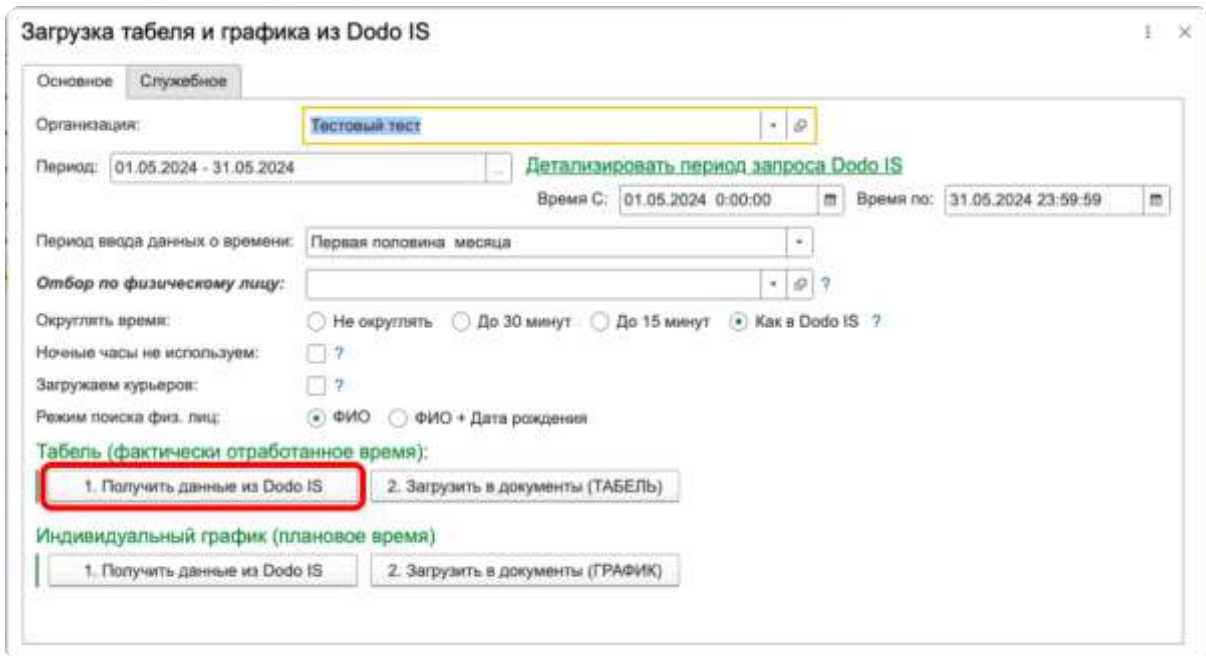 Загрузка табеля и графика из Dodo IS
Основное Служебное
Организация: Тестовый тест
Период: 01.05.2024 - 31.05.2024 ... Детализировать период запроса Dodo IS
Время С: 01.05.2024 0:00:00 Время по: 31.05.2024 23:59:59
Период ввода данных о времени: Первая половина месяца
Отбор по физическому лицу: ?
Округлять время: Не округлять До 30 минут До 15 минут Как в Dodo IS ?
Ночные часы не используем: ?
Загружаем курьеров: ?
Режим поиска физ. лиц: ФИО ФИО + Дата рождения
Табель (фактически отработанное время):
1. Получить данные из Dodo IS 2. Загрузить в документы (ТАБЕЛЬ)
Индивидуальный график (плановое время)
1. Получить данные из Dodo IS 2. Загрузить в документы (ГРАФИК)